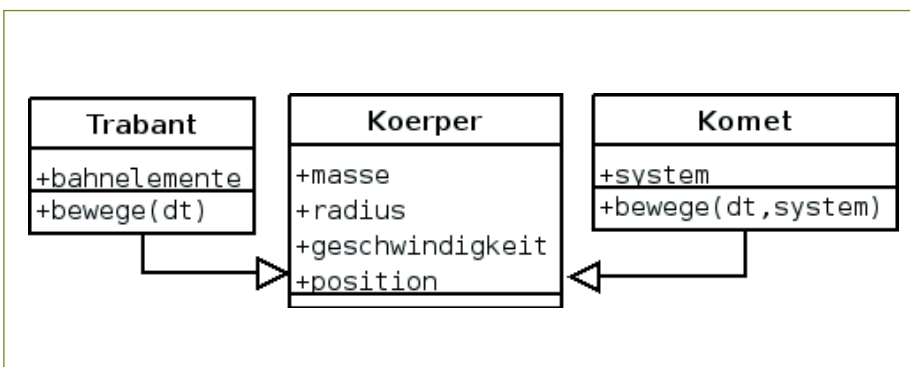 Trabant
+bahnelemente
+bewege(dt)
Koerper
+masse
+radius
+geschwindigkeit
+position
Komet
+system
+bewege(dt,system)